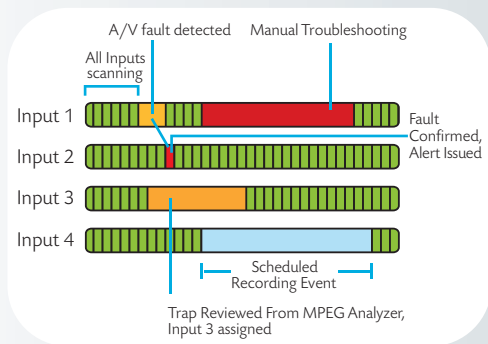 A/V fault detected
Manual Troubleshooting
All Inputs
scanning
Input 1
Fault
Confirmed,
Alert Issued
Input 2
Input 3
Input 4
Scheduled
Recording Event
Trap Reviewed From MPEG Analyzer,
Input 3 assigned